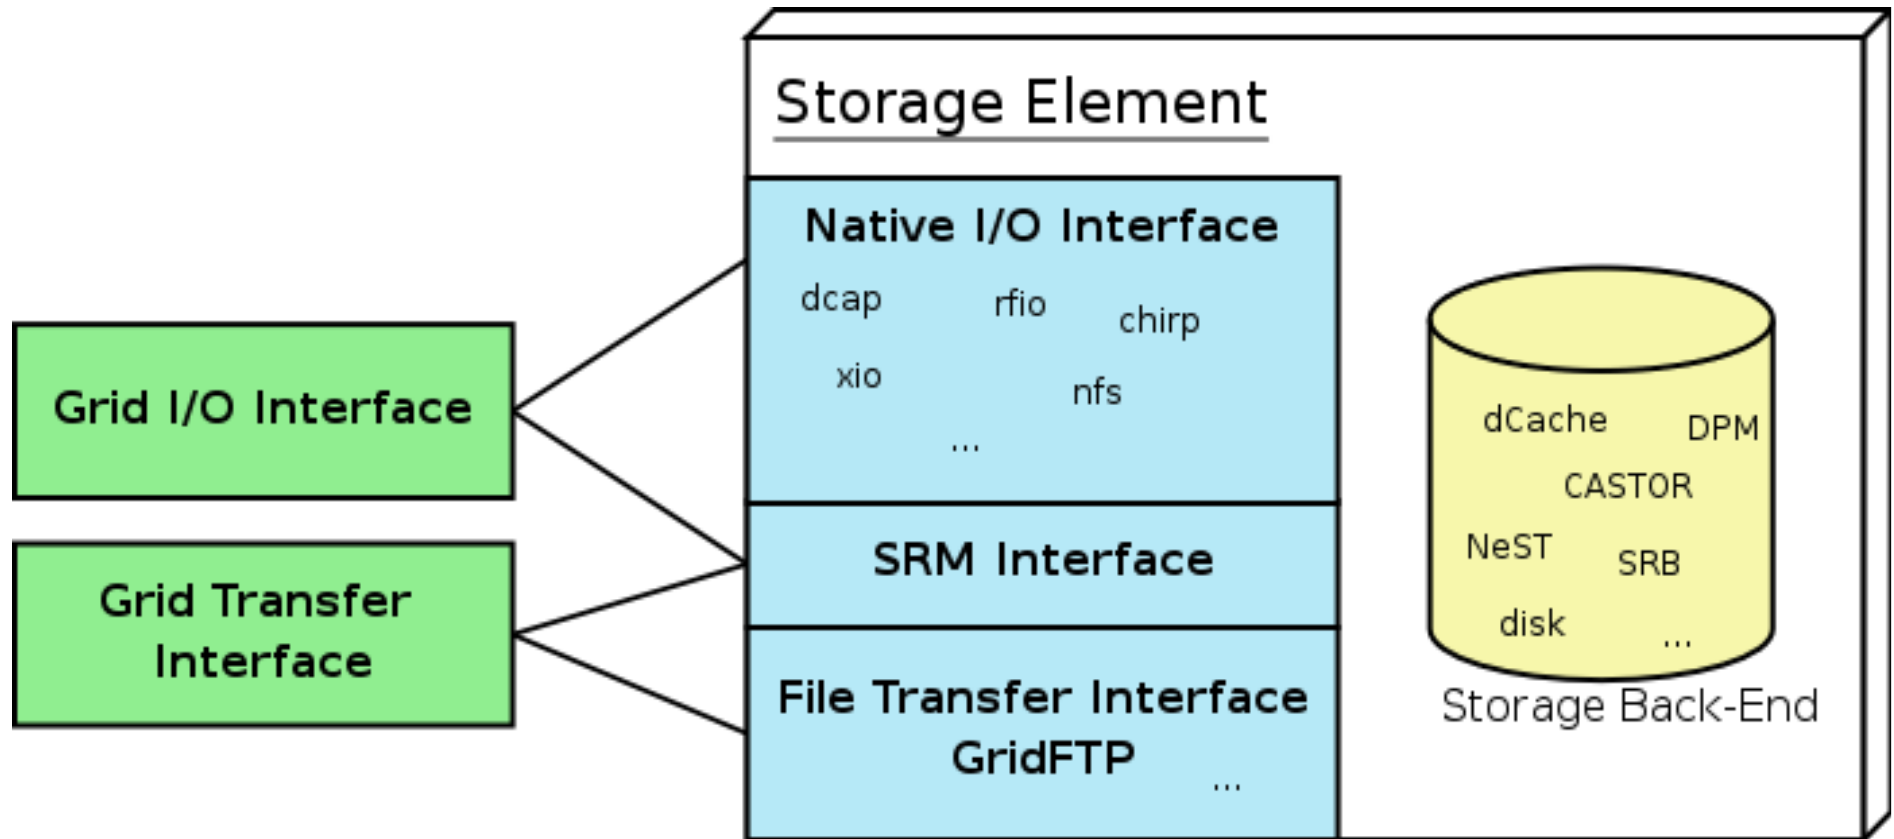 Storage Element
Native I/O Interface
dcap
rfio
chirp
xio
nfs
...
Grid I/O Interface
SRM Interface
Grid Transfer
Interface
File Transfer Interface
GridFTP
...
dCache
DPM
CASTOR
NeST
SRB
disk
...
Storage Back-End